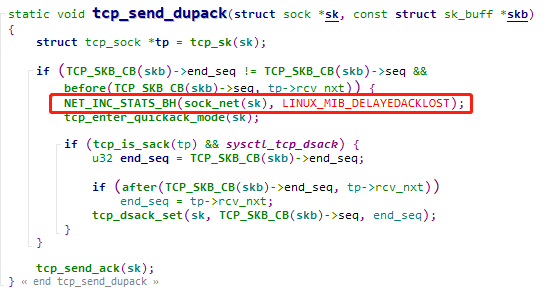 static void tcp_send_dupack(struct sock *sk, const struct sk_buff *skb)
{
    struct tcp_sock *tp = tcp_sk(sk);

    if (TCP_SKB_CB(skb)->end_seq != TCP_SKB_CB(skb)->seq &&
        before(TCP_SKB_CB(skb)->seq, tp->rcv_nxt)) {
        NET_INC_STATS_BH(sock_net(sk), LINUX_MIB_DELAYEDACKLOST);
        tcp_enter_quickack_mode(sk);

        if (tcp_is_sack(tp) && sysctl_tcp_dsack) {
            u32 end_seq = TCP_SKB_CB(skb)->end_seq;

            if (after(TCP_SKB_CB(skb)->end_seq, tp->rcv_nxt))
                end_seq = tp->rcv_nxt;
            tcp_dsack_set(sk, TCP_SKB_CB(skb)->seq, end_seq);
        }
    }

    tcp_send_ack(sk);
} « end tcp_send_dupack »